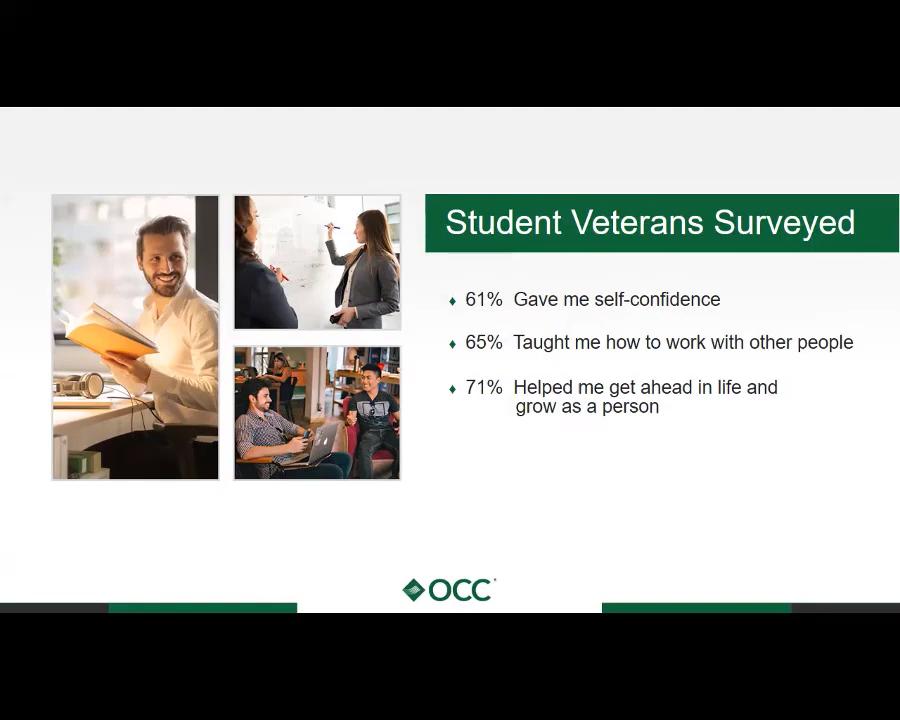 Student Veterans Surveyed
61% Gave me self-confidence
65% Taught me how to work with other people
71% Helped me get ahead in life and
grow as a person
OCC